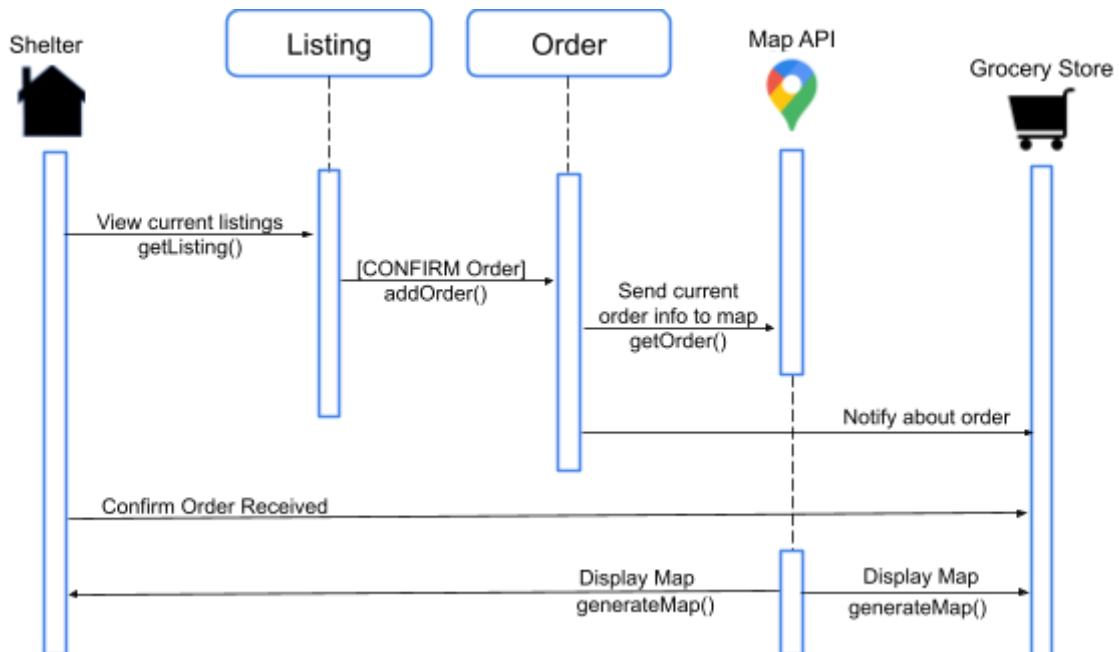 Shelter
Listing
Order
Map API
Grocery Store
View current listings
getListing()
[CONFIRM Order]
addOrder()
Send current
order info to map
getOrder()
Notify about order
Confirm Order Received
Display Map
generateMap()
Display Map
generateMap()